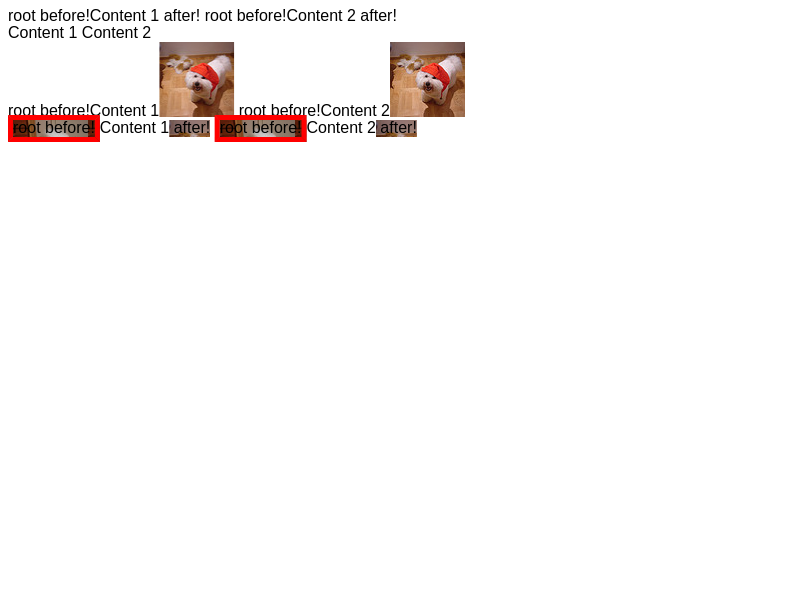 root before!Content 1 after! root before!Content 2 after!
Content 1 Content 2
root before!Content 1 root before!Content 2
root before! Content 1 after! root before! Content 2 after!